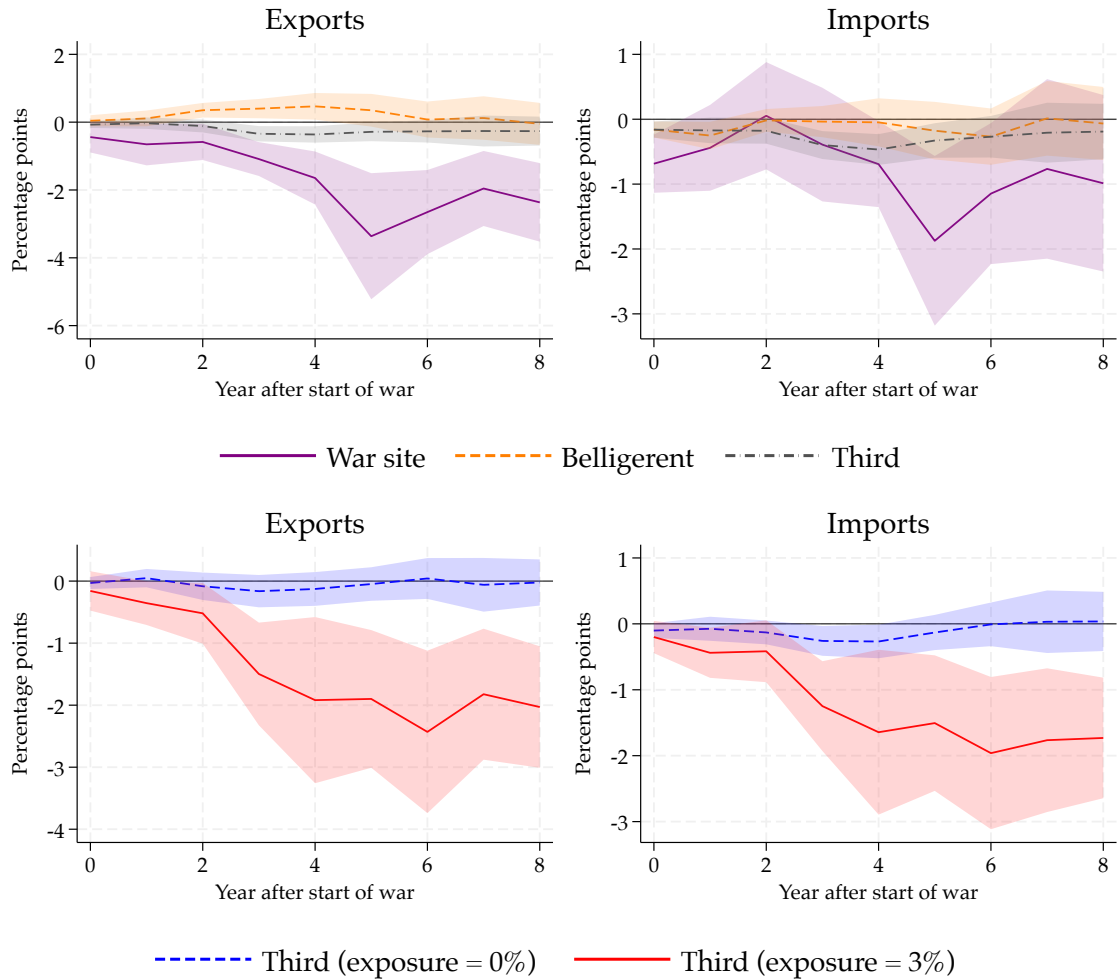 Exports
Imports
Percentage points
2
0
-2
-4
-6
0
2
4
6
8
Year after start of war
Percentage points
1
0
-1
-2
-3
0
2
4
6
8
Year after start of war
War site
Belligerent
Third
Exports
Imports
Percentage points
0
-1
-2
-3
-4
0
2
4
6
8
Year after start of war
Percentage points
1
0
-1
-2
-3
0
2
4
6
8
Year after start of war
Third (exposure = 0%)
Third (exposure = 3%)